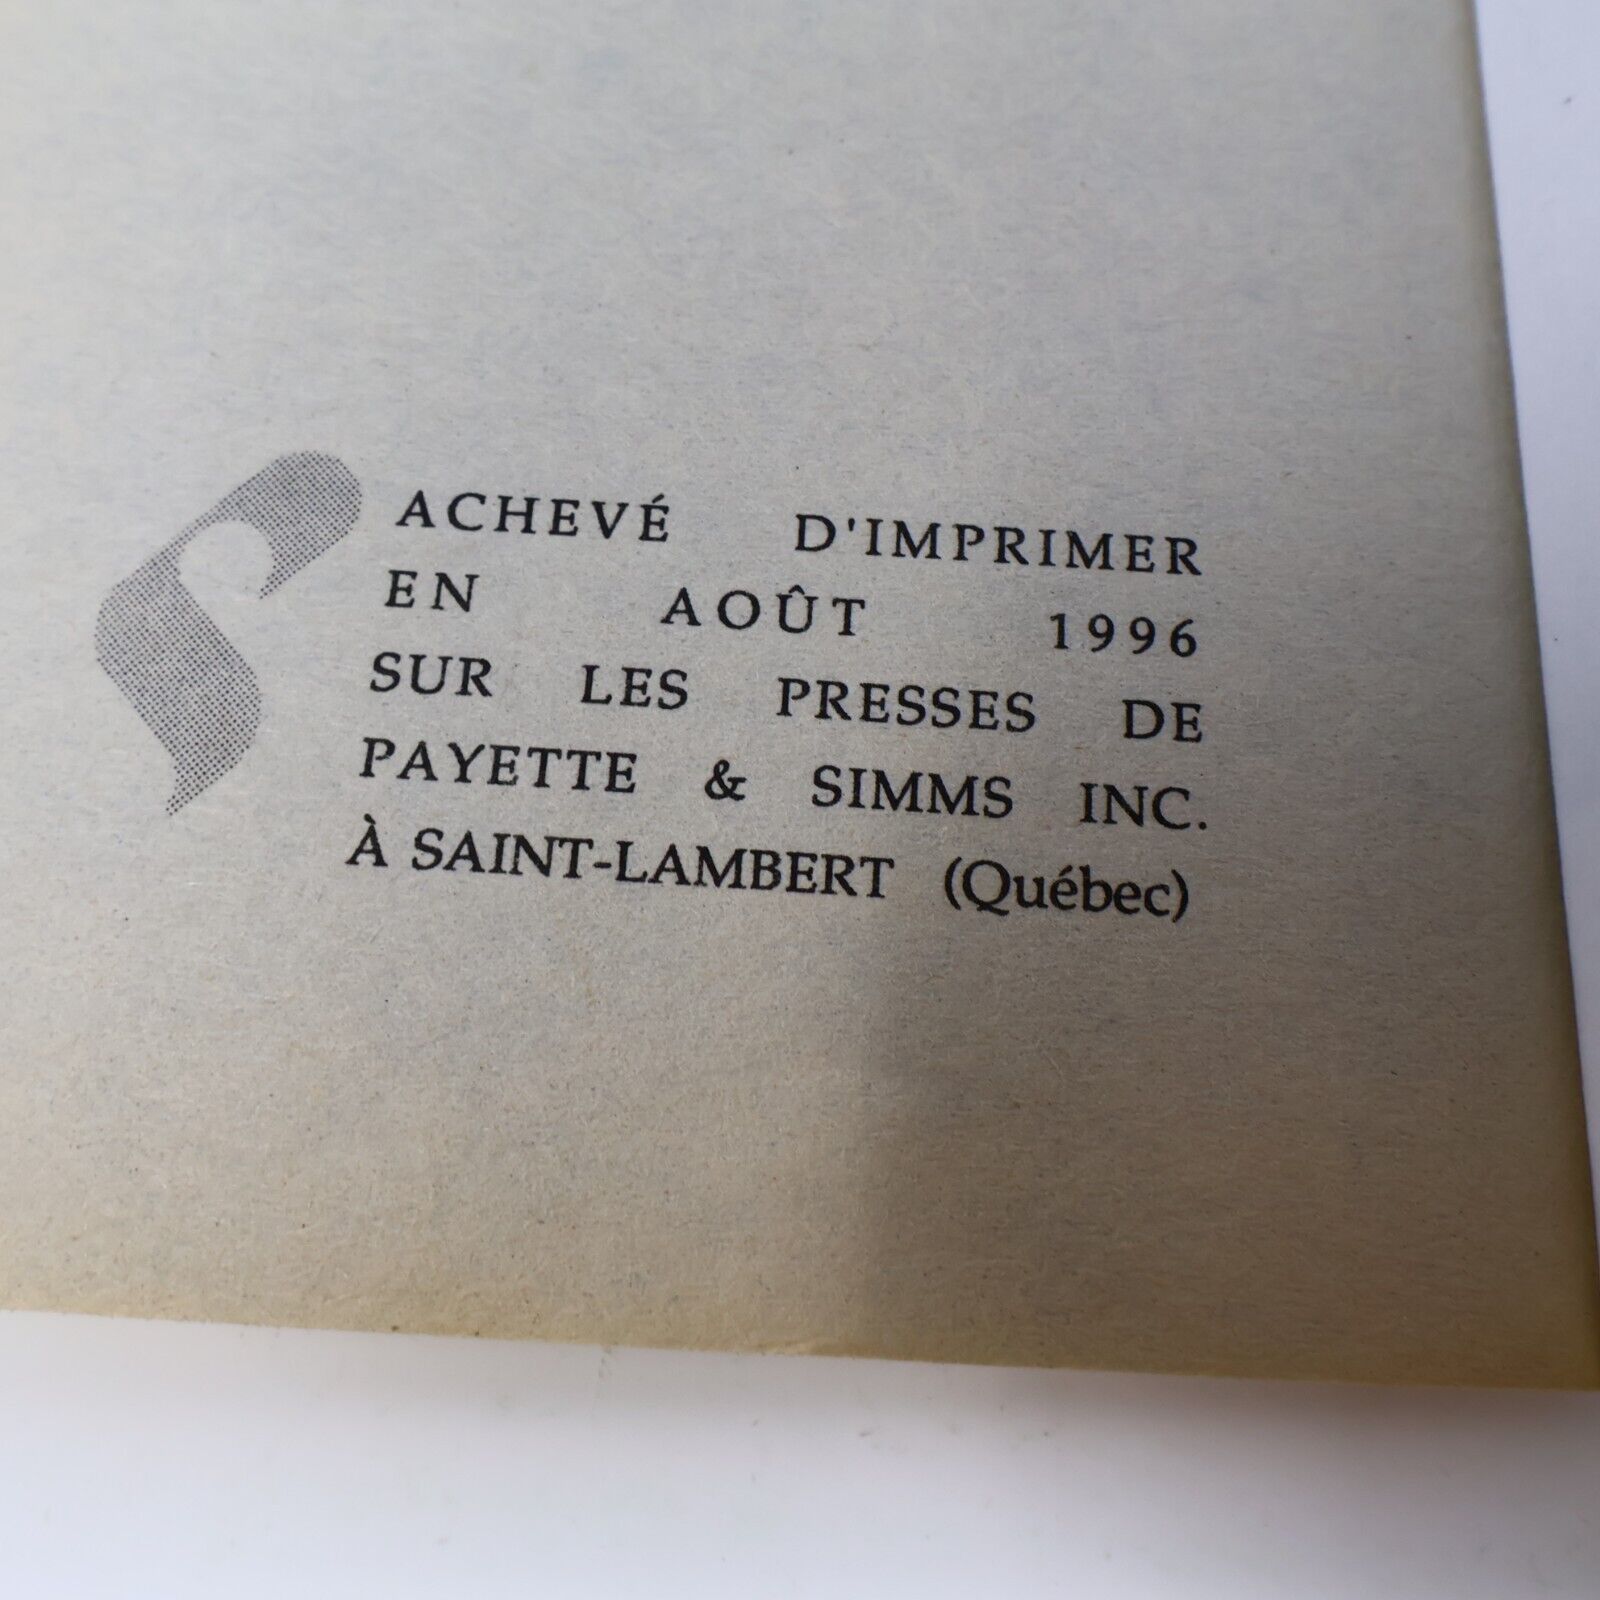 ACHEVÉ D'IMPRIMER
EN AOÛT 1996
SUR LES PRESSES DE
PAYETTE & SIMMS INC.
À SAINT-LAMBERT (Québec)